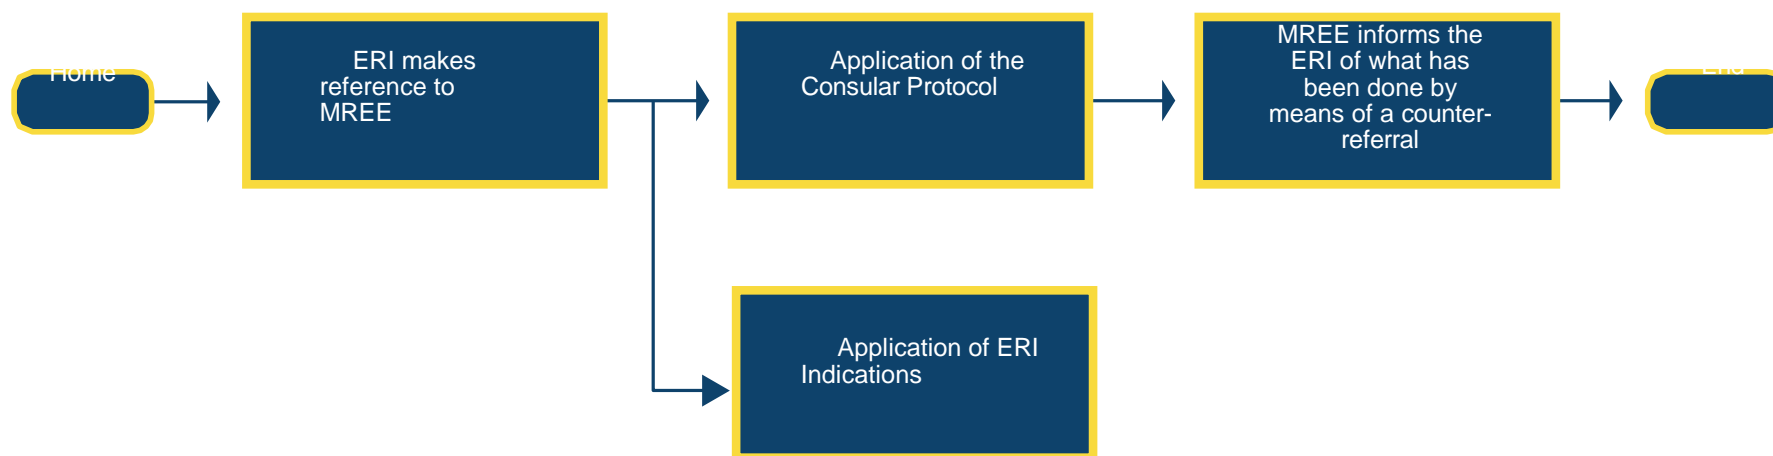 Home
ERI makes
reference to
MREE
Application of the
Consular Protocol
MREE informs the
ERI of what has
been done by
means of a counter-
referral
End
Application of ERI
Indications